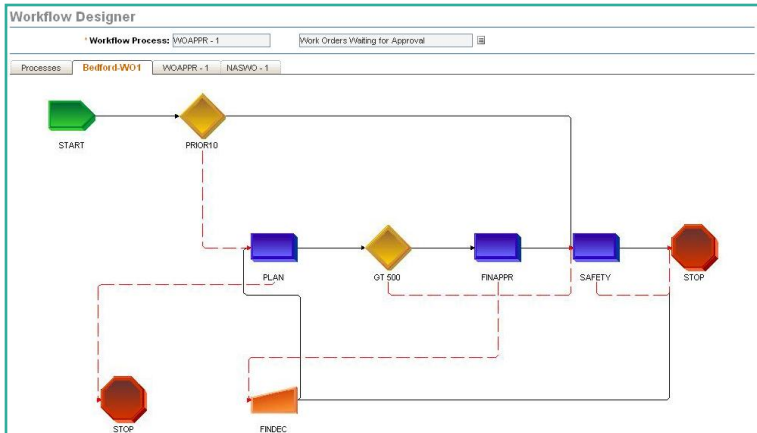 Workflow Designer
* Workflow Process: WOAPPR - 1 Work Orders Waiting for Approval
Processes Bedford-WO1 WOAPPR - 1 NASWO - 1
START PRIOR10
PLAN GT 500 FINAPPR SAFETY STOP
STOP FINDEC